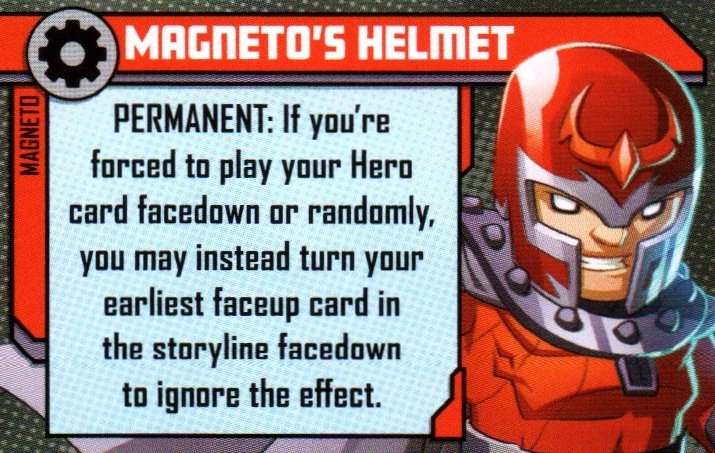 MAGNETO'S HELMET
MAGNETO
PERMANENT: If you're
forced to play your Hero
card facedown or randomly,
you may instead turn your
earliest faceup card in
the storyline facedown
to ignore the effect.